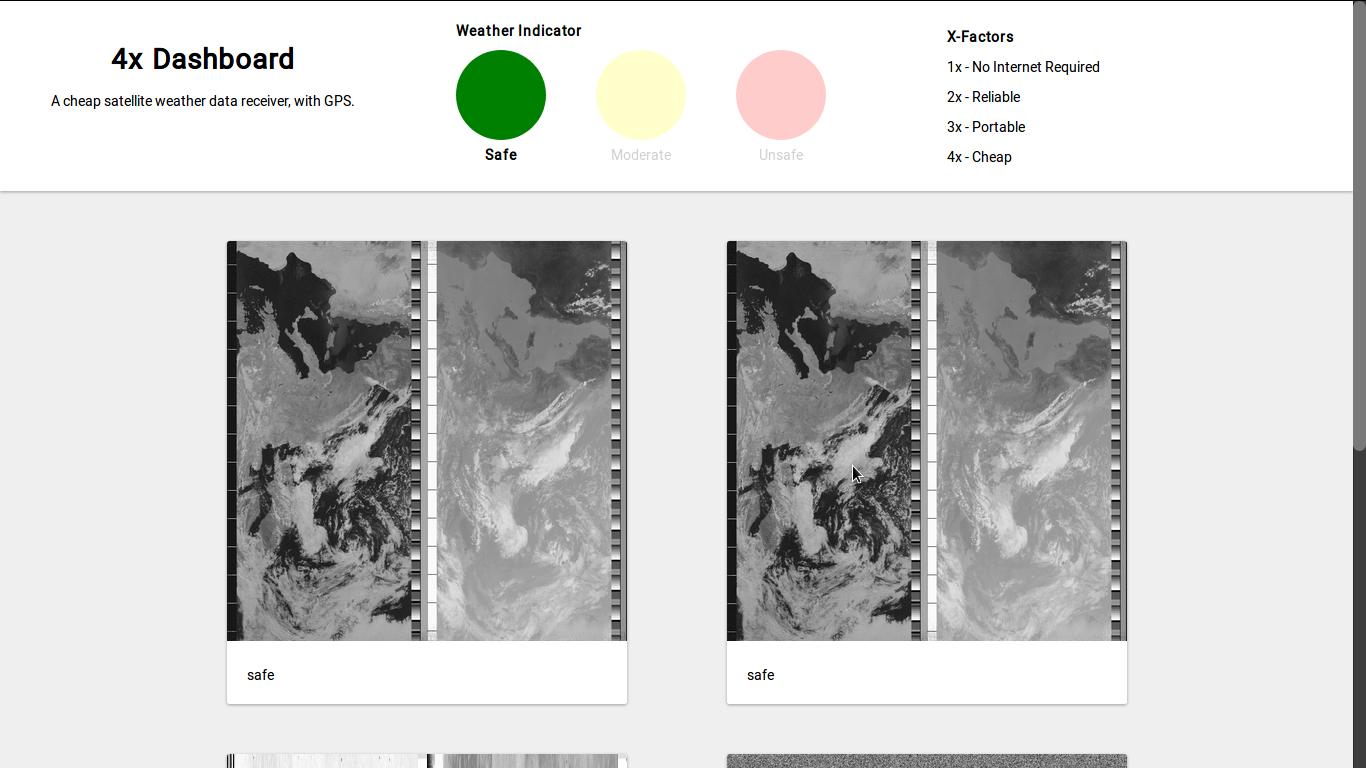 4x Dashboard
A cheap satellite weather data receiver, with GPS.
Weather Indicator
Safe
Moderate
Unsafe
X-Factors
1x - No Internet Required
2x - Reliable
3x - Portable
4x - Cheap
safe
safe